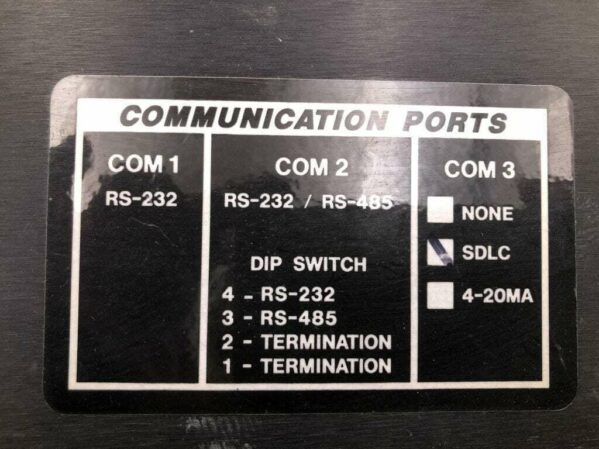 COMMUNICATION PORTS
COM 1
RS-232
COM 2
RS-232 / RS-485
DIP SWITCH
4 - RS-232
3 - RS-485
2 - TERMINATION
1 - TERMINATION
COM 3
NONE
SDLC
4-20MA